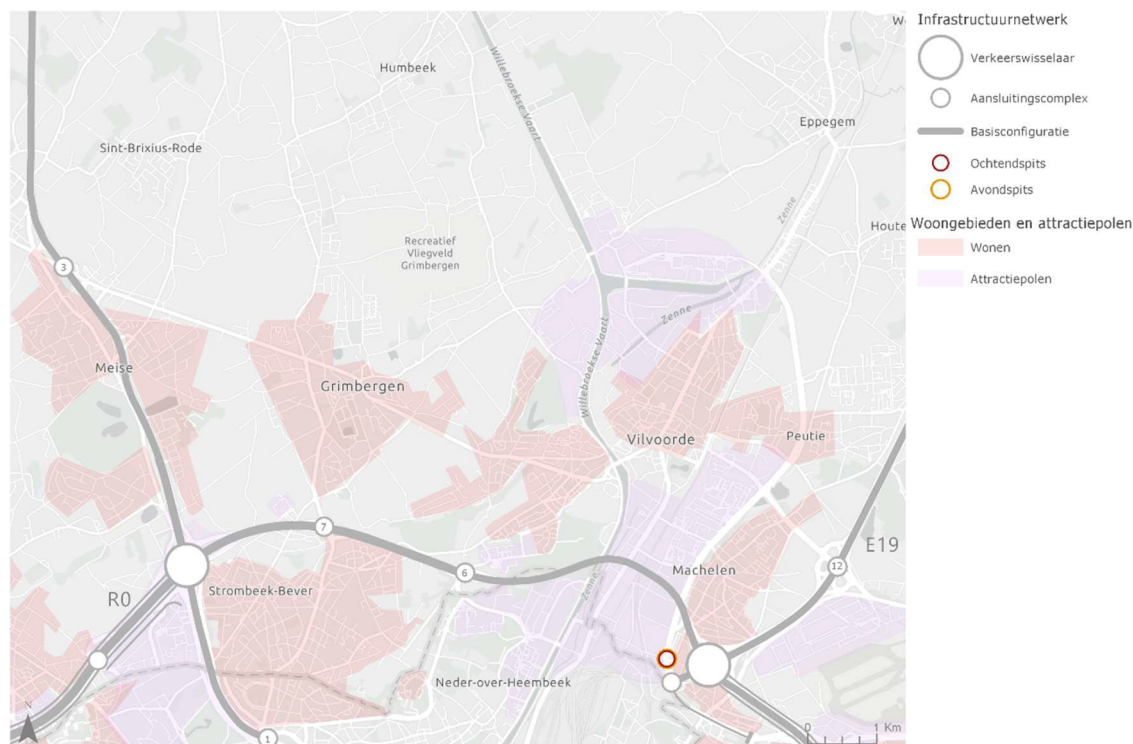 Infrastructuurnetwerk
Verkeerswisselaar
Aansluitingscomplex
Basisconfiguratie
Ochtendspits
Avondspits
Woongebieden en attractiepolen
Wonen
Attractiepolen
Humbeek
Willebroekse Vaart
Eppegem
Sint-Brixius-Rode
Zenne
Houte
Recreatief
Vliegveld
Grimbergen
3
Zenne
Willebroekse Vaart
Meise
Grimbergen
Vilvoorde
Peutie
7
E19
12
6
Machelen
Zenne
Strombeek-Bever
R0
Neder-over-Heembeek
N
1
0 1 Km